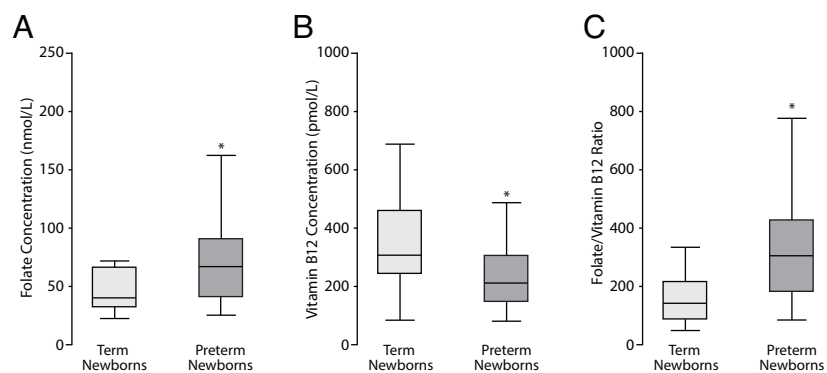 A
Folate Concentration (nmol/L)
250
200
150
100
50
0
*
Term
Newborns
Preterm
Newborns
B
Vitamin B12 Concentration (pmol/L)
1000
800
600
400
200
0
*
Term
Newborns
Preterm
Newborns
C
Folate/Vitamin B12 Ratio
1000
800
600
400
200
0
*
Term
Newborns
Preterm
Newborns